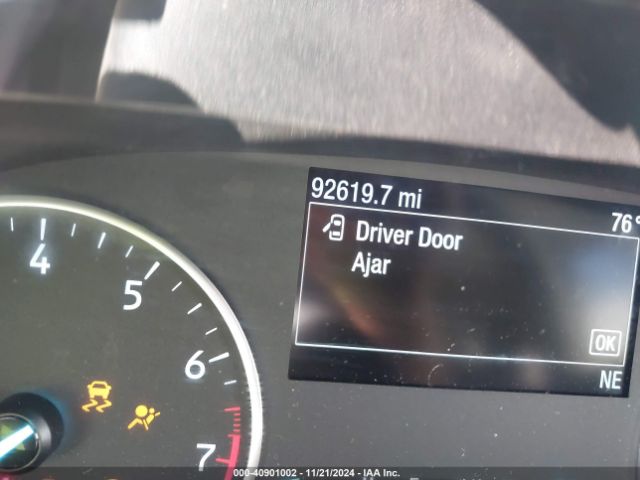 92619.7 mi
76°
Driver Door
Ajar
OK
NE
4
5
6
7
000-40901002 - 11/21/2024 - IAA Inc.